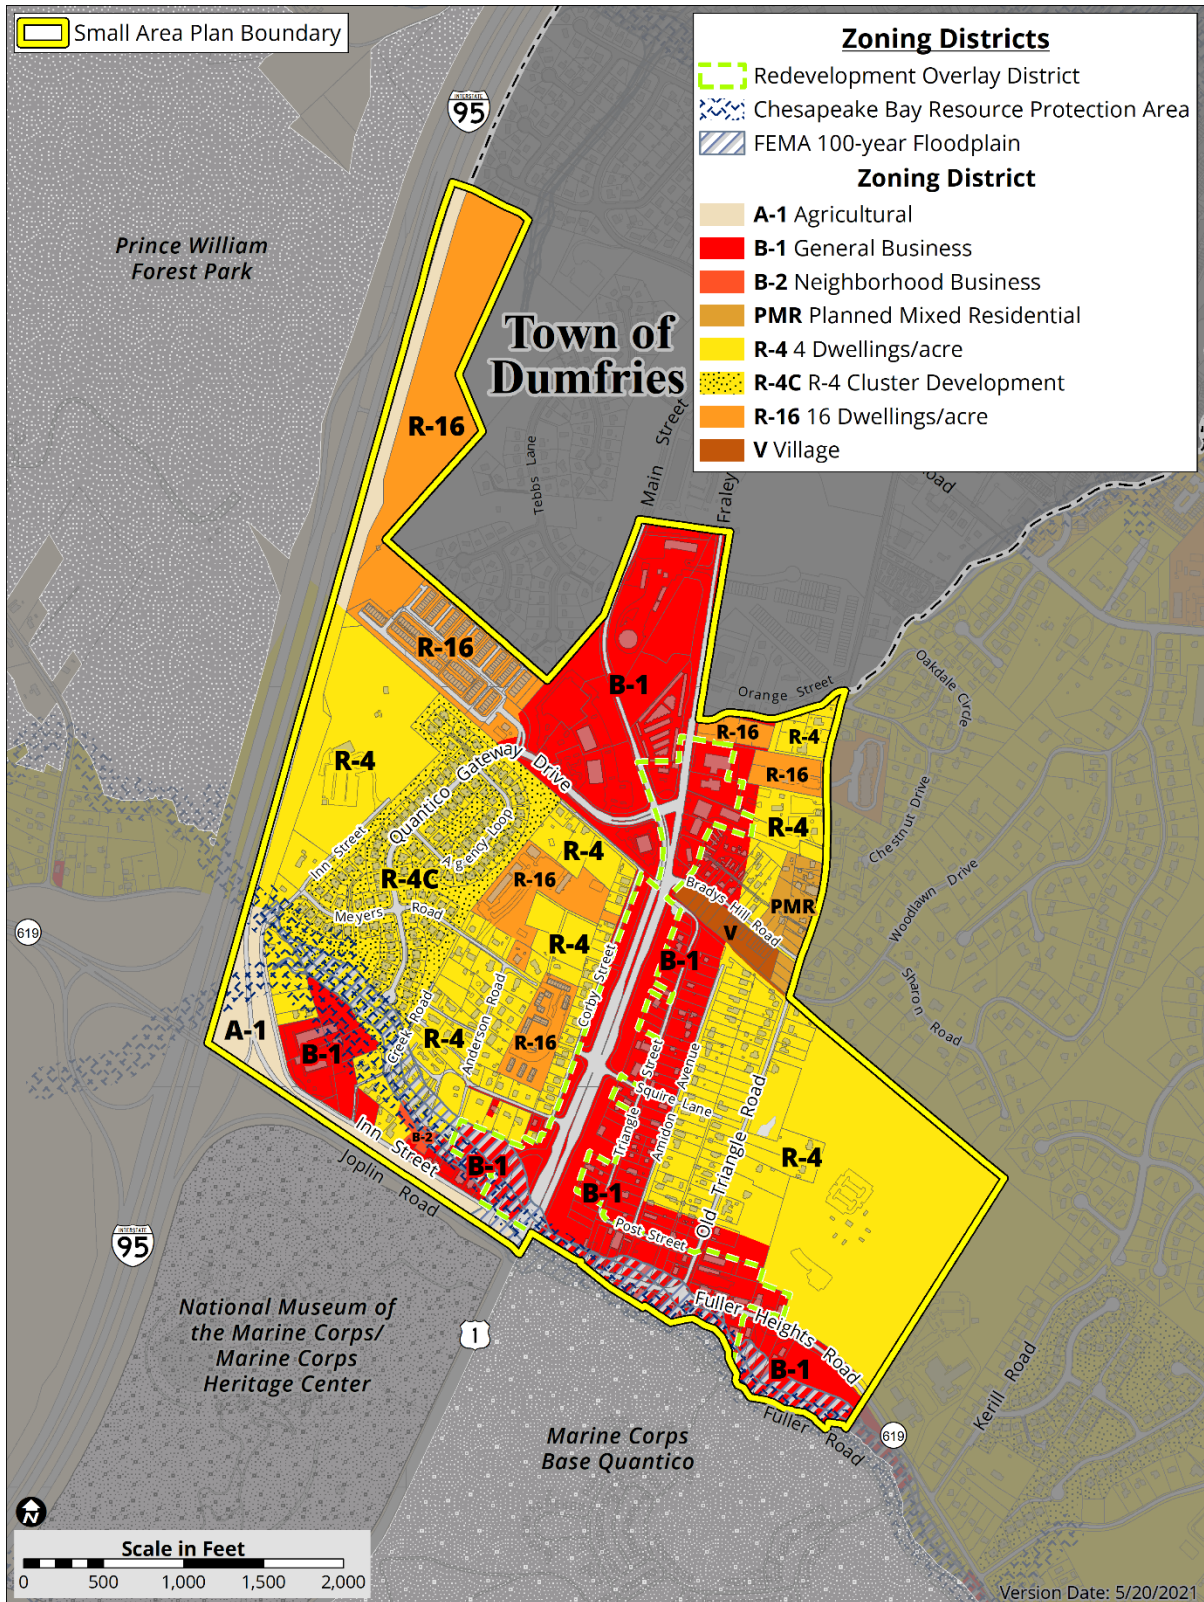 Small Area Plan Boundary
Zoning Districts
Redevelopment Overlay District
Chesapeake Bay Resource Protection Area
FEMA 100-year Floodplain
Zoning District
A-1 Agricultural
B-1 General Business
B-2 Neighborhood Business
PMR Planned Mixed Residential
R-4 4 Dwellings/acre
R-4C R-4 Cluster Development
R-16 16 Dwellings/acre
V Village
INTERSTATE
95
Prince William
Forest Park
Town of
Dumfries
R-16
Main Street
Fraley
Tebbs Lane
R-16
B-1
Orange Street
Oakdale Circle
R-16
R-4
R-4
Quantico Gateway Drive
R-16
Inn Street
Agency Loop
R-4
R-4
Chestnut Drive
R-4C
R-16
Meyers Road
Bradys Hill Road
PMR
Woodlawn Drive
619
R-4
V
B-1
Corby Street
Sharon Road
A-1
B-1
Creek Road
R-4
Anderson Road
R-16
Triangle Street
Amidon Avenue
Squire Lane
Old Triangle Road
B-2
Inn Street
Joplin Road
B-1
R-4
B-1
Post Street
INTERSTATE
95
Fuller Heights Road
National Museum of
the Marine Corps/
Marine Corps
Heritage Center
1
B-1
Kerill Road
Fuller Road
619
Marine Corps
Base Quantico
N
Scale in Feet
0 500 1,000 1,500 2,000
Version Date: 5/20/2021